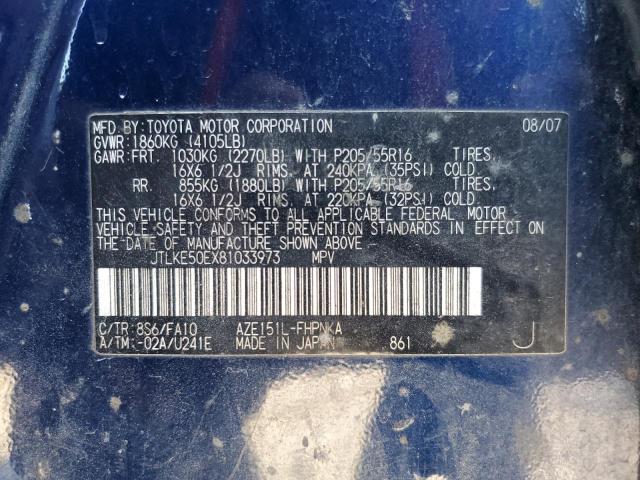 MFD. BY: TOYOTA MOTOR CORPORATION 08/07
GVWR: 1860KG (4105LB)
GAWR: FRT. 1030KG (2270LB) WITH P205/55R16 TIRES,
16X6 1/2J RIMS, AT 240KPA (35PSI) COLD.
RR. 855KG (1880LB) WITH P205/55R16 TIRES,
16X6 1/2J RIMS, AT 220KPA (32PSI) COLD.
THIS VEHICLE CONFORMS TO ALL APPLICABLE FEDERAL MOTOR
VEHICLE SAFETY AND THEFT PREVENTION STANDARDS IN EFFECT ON
THE DATE OF MANUFACTURE SHOWN ABOVE.
JTLKE50EX81033973 MPV
C/TR: 8S6/FA10 AZE151L-FHPNKA
A/TM: -02A/U241E MADE IN JAPAN 861 J